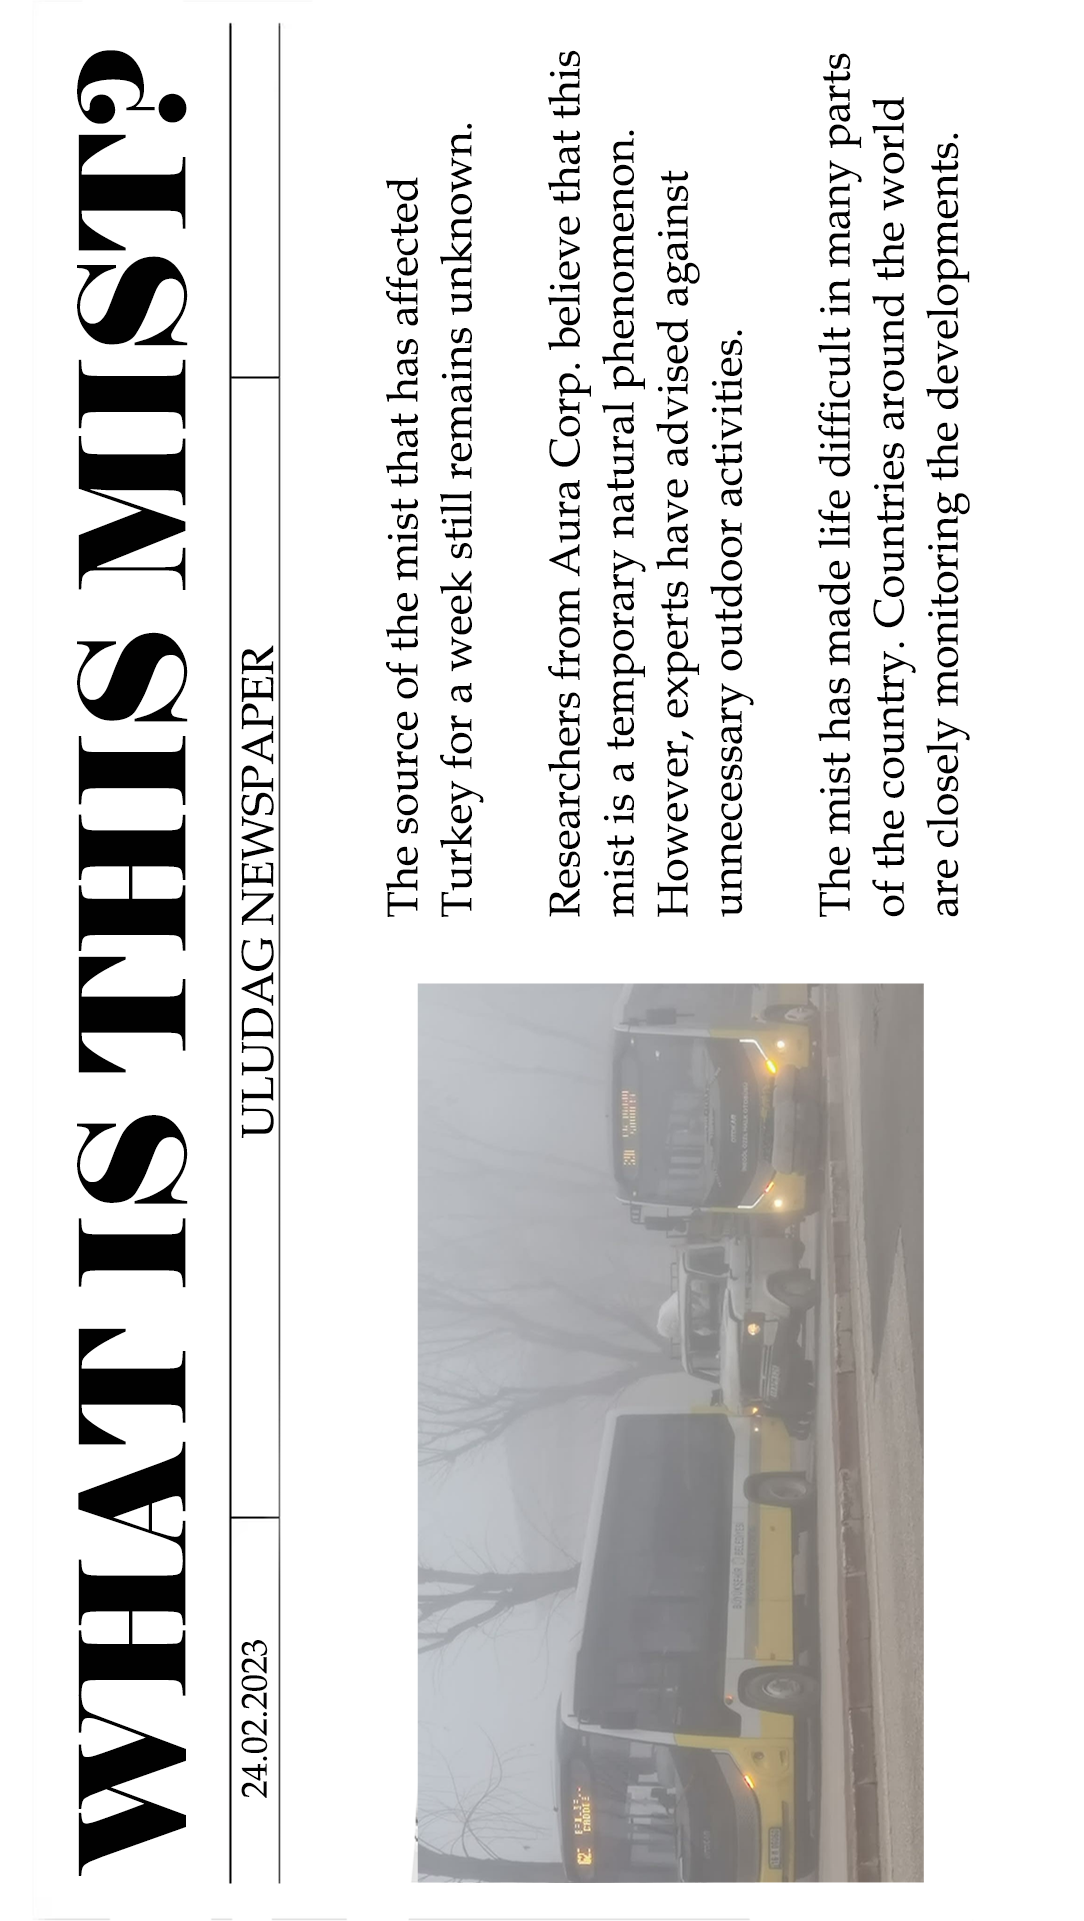 WHAT IS THIS MIST?
24.02.2023
ULUDAG NEWSPAPER
The source of the mist that has affected
Turkey for a week still remains unknown.
Researchers from Aura Corp. believe that this
mist is a temporary natural phenomenon.
However, experts have advised against
unnecessary outdoor activities.
The mist has made life difficult in many parts
of the country. Countries around the world
are closely monitoring the developments.